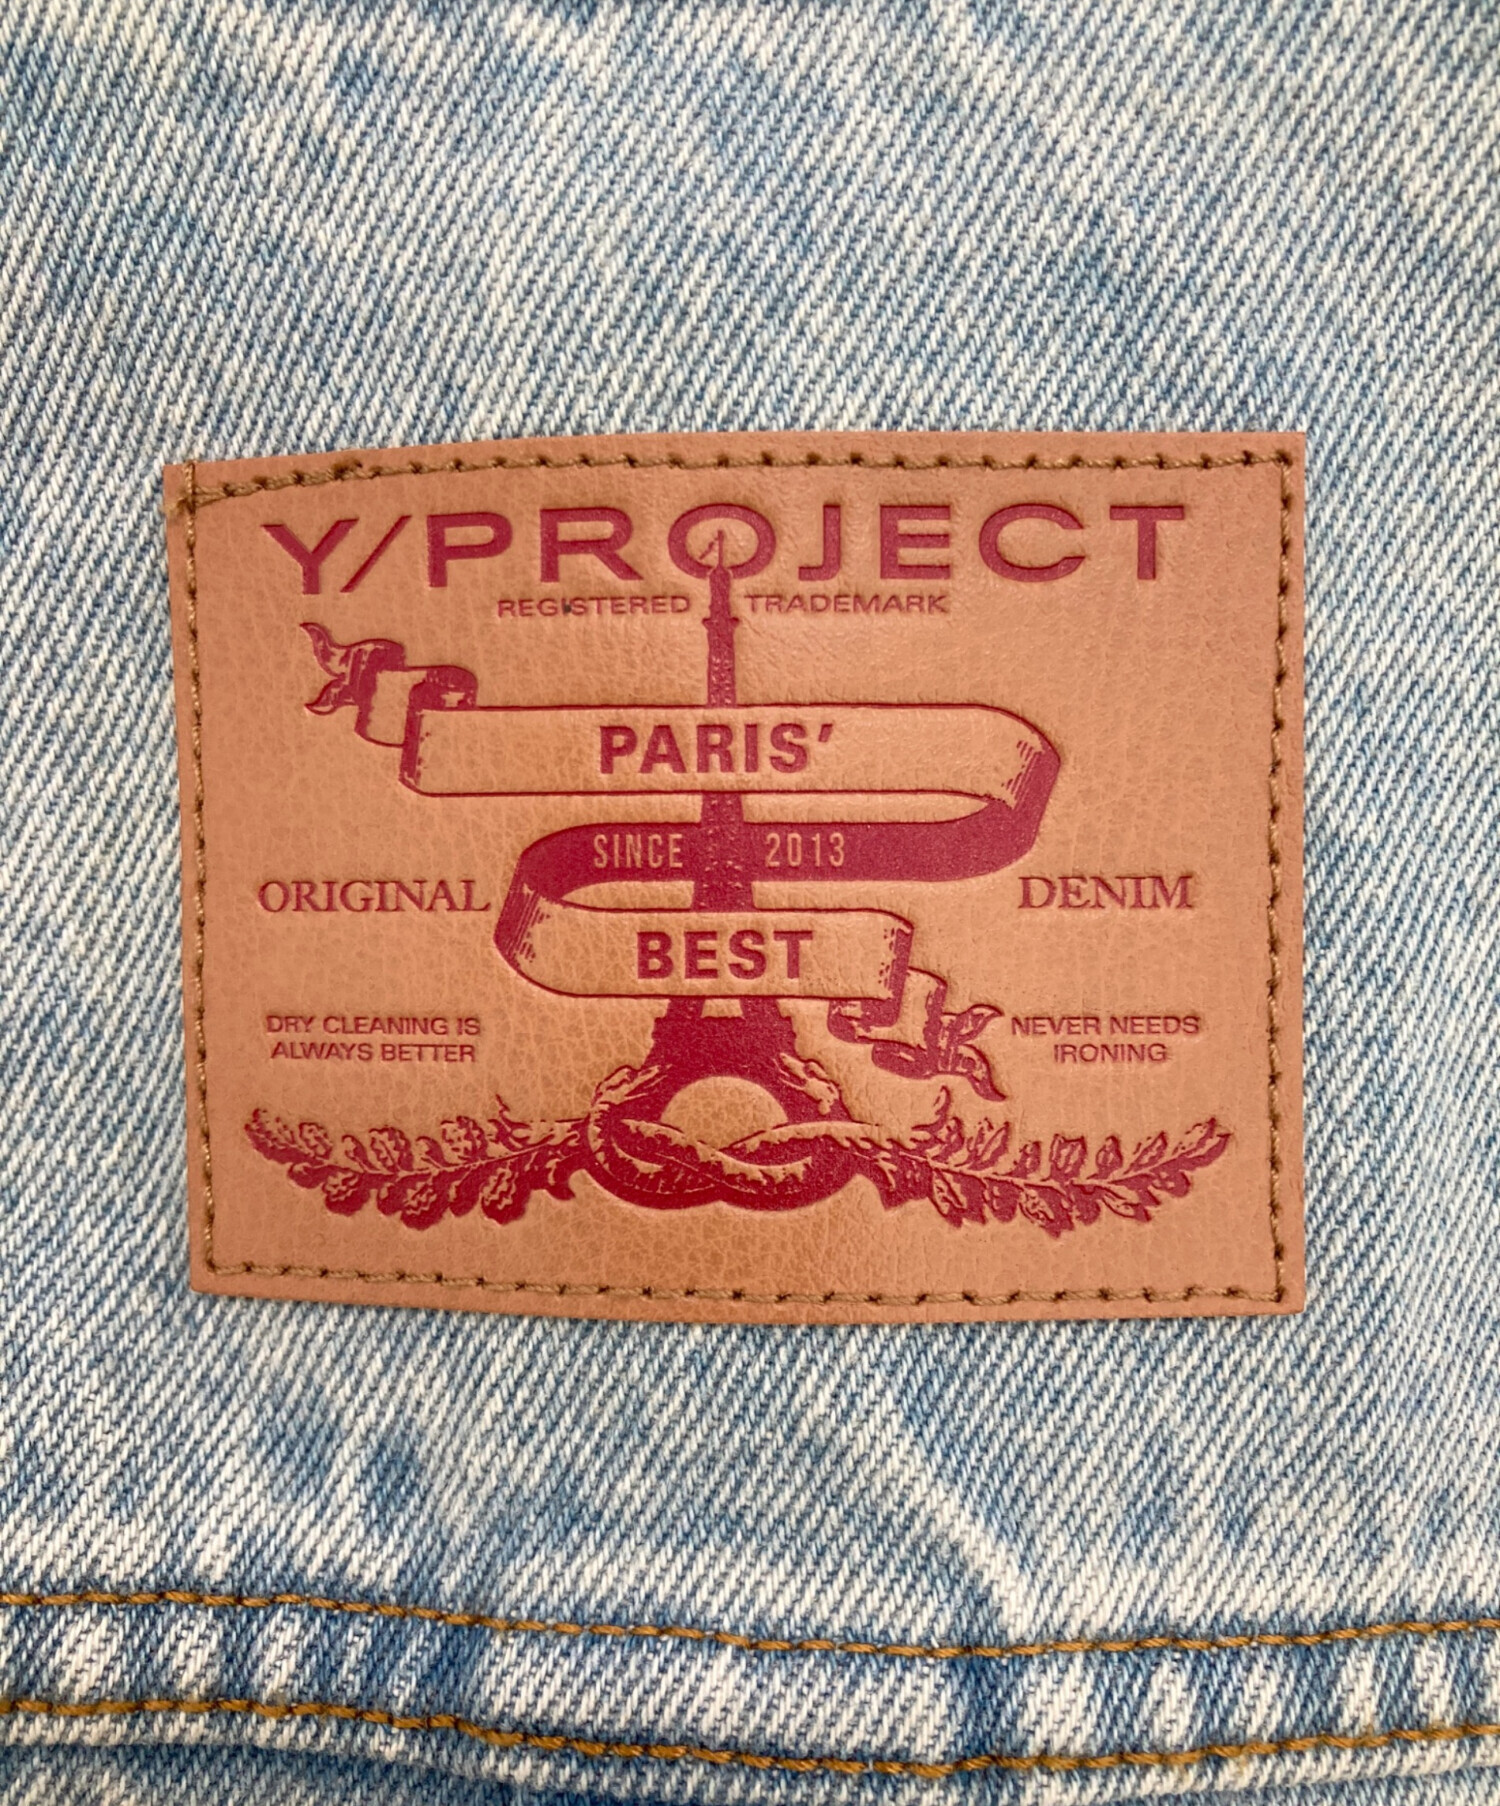 Y/PROJECT
REGISTERED TRADEMARK
PARIS'
SINCE 2013
ORIGINAL DENIM
BEST
DRY CLEANING IS
ALWAYS BETTER
NEVER NEEDS
IRONING